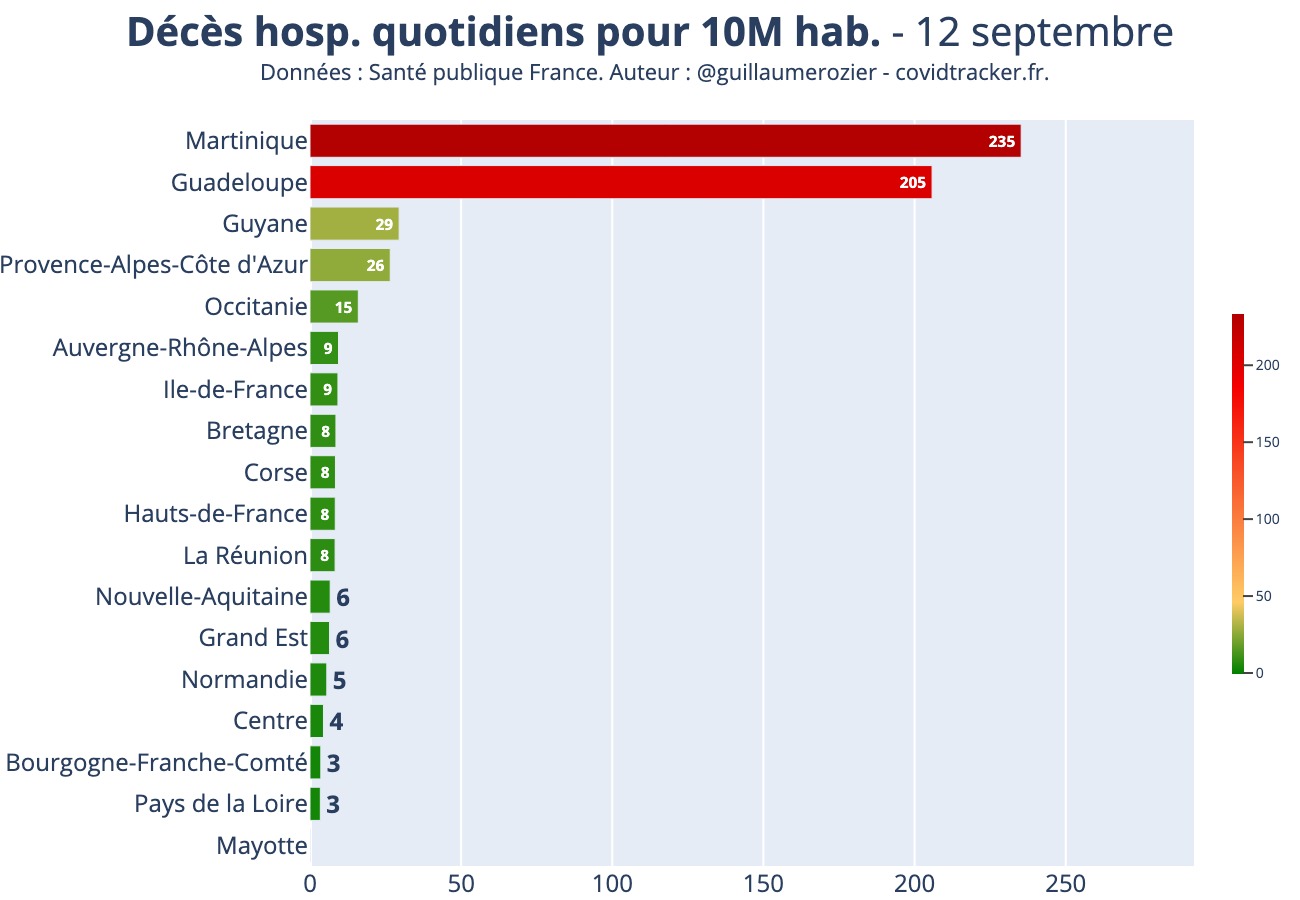 Décès hosp. quotidiens pour 10M hab. - 12 septembre
Données : Santé publique France. Auteur : @guillaumerozier - covidtracker.fr.
Martinique 235
Guadeloupe 205
Guyane 29
Provence-Alpes-Côte d'Azur 26
Occitanie 15
Auvergne-Rhône-Alpes 9
Ile-de-France 9
Bretagne 8
Corse 8
Hauts-de-France 8
La Réunion 8
Nouvelle-Aquitaine 6
Grand Est 6
Normandie 5
Centre 4
Bourgogne-Franche-Comté 3
Pays de la Loire 3
Mayotte
0 50 100 150 200 250
200
150
100
50
0